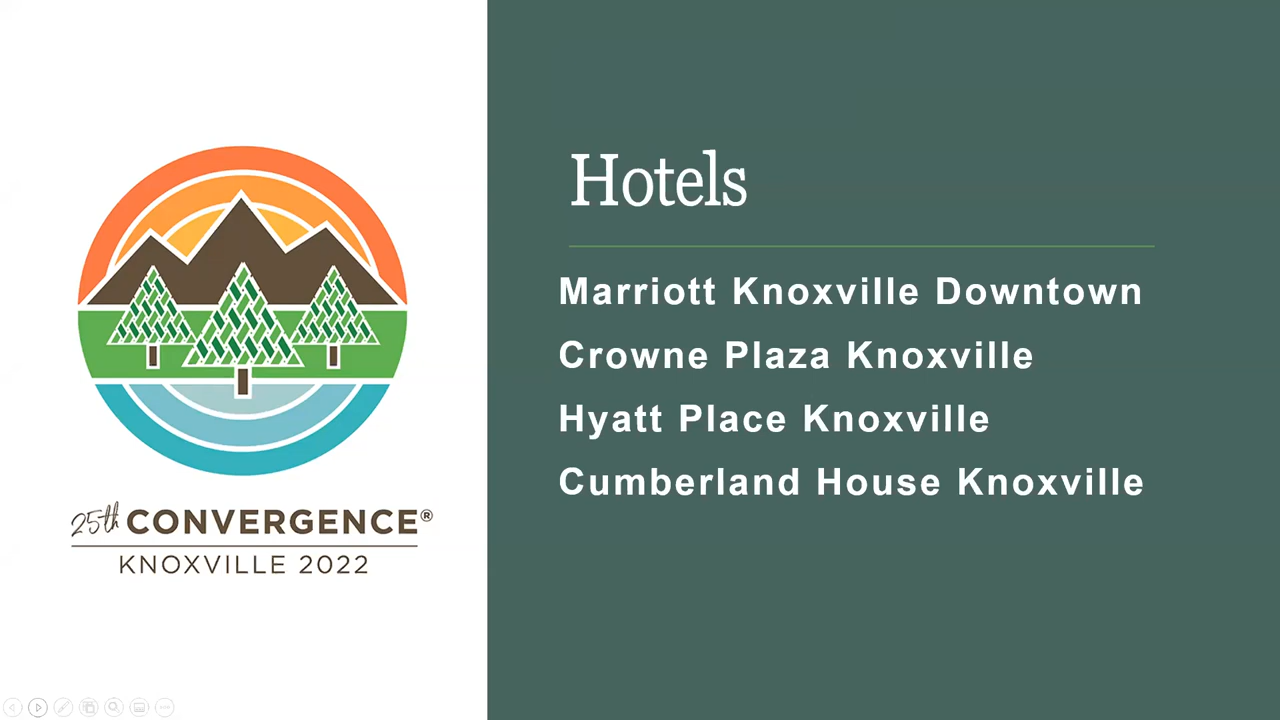 25th CONVERGENCE®
KNOXVILLE 2022
Hotels
Marriott Knoxville Downtown
Crowne Plaza Knoxville
Hyatt Place Knoxville
Cumberland House Knoxville